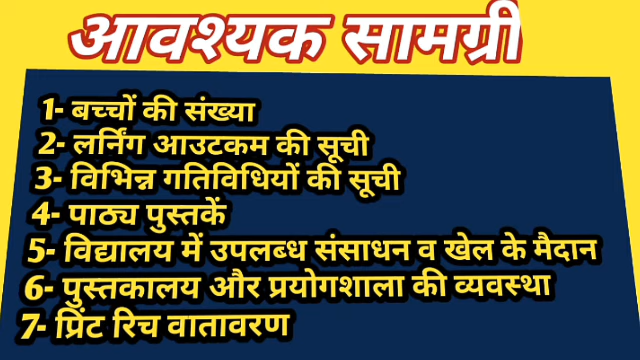 आवश्यक सामग्री
1- बच्चों की संख्या
2- लर्निंग आउटकम की सूची
3- विभिन्न गतिविधियों की सूची
4- पाठ्य पुस्तकें
5- विद्यालय में उपलब्ध संसाधन व खेल के मैदान
6- पुस्तकालय और प्रयोगशाला की व्यवस्था
7- प्रिंट रिच वातावरण